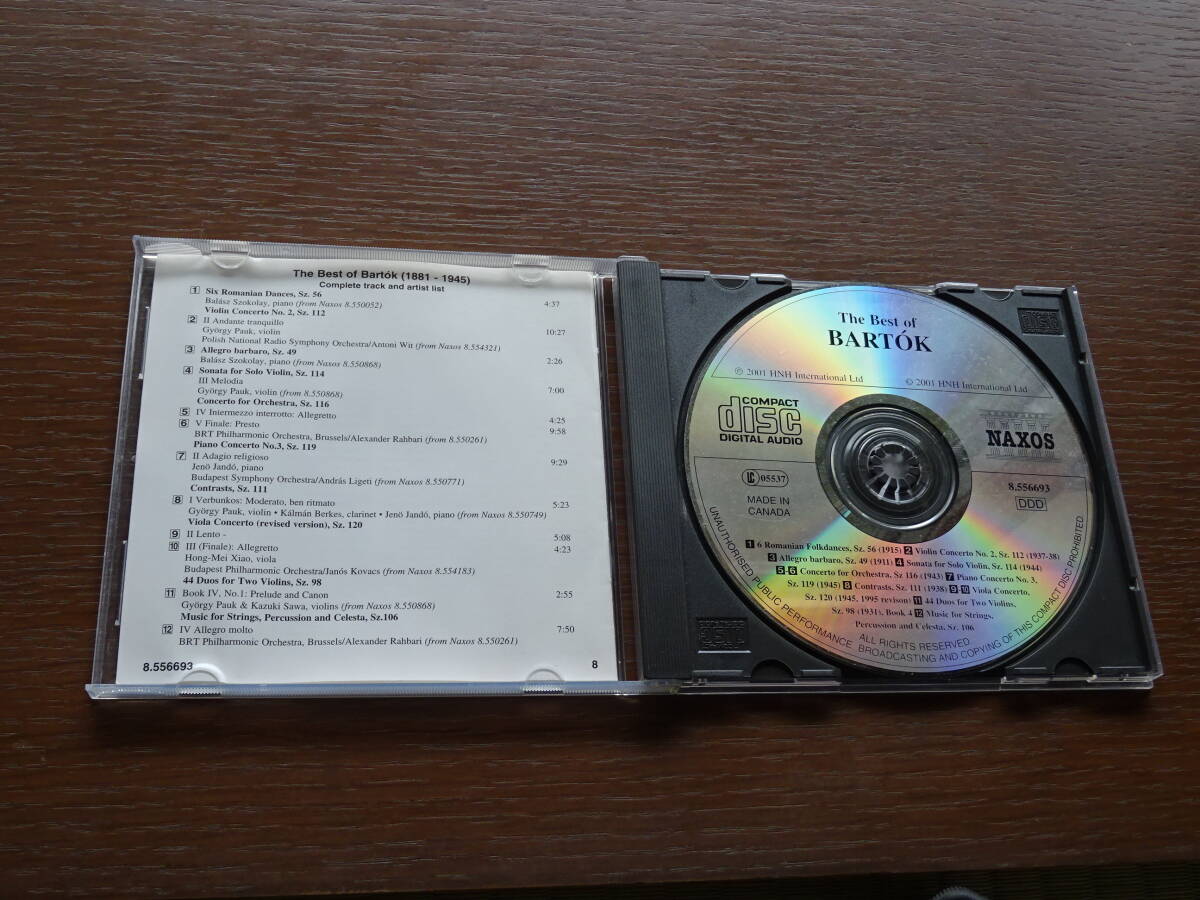 The Best of Bartók (1881 - 1945)
Complete track and artist list
1 Six Romanian Dances, Sz. 56
Balász Szokolay, piano (from Naxos 8.550052) 4:37
Violin Concerto No. 2, Sz. 112
2 II Andante tranquillo
György Pauk, violin 10:27
Polish National Radio Symphony Orchestra/Antoni Wit (from Naxos 8.554321)
3 Allegro barbaro, Sz. 49
Balász Szokolay, piano (from Naxos 8.550868) 2:26
4 Sonata for Solo Violin, Sz. 114
III Melodia
György Pauk, violin (from Naxos 8.550868) 7:00
Concerto for Orchestra, Sz. 116
5 IV Intermezzo interrotto: Allegretto 4:25
6 V Finale: Presto 9:58
BRT Philharmonic Orchestra, Brussels/Alexander Rahbari (from 8.550261)
Piano Concerto No.3, Sz. 119
7 II Adagio religioso 9:29
Jenö Jandó, piano
Budapest Symphony Orchestra/András Ligeti (from 8.550771)
Contrasts, Sz. 111
8 I Verbunkos: Moderato, ben ritmato 5:23
György Pauk, violin • Kálmán Berkes, clarinet • Jenö Jandó, piano (from Naxos 8.550749)
Viola Concerto (revised version), Sz. 120
9 II Lento - 5:08
10 III (Finale): Allegretto 4:23
Hong-Mei Xiao, viola
Budapest Philharmonic Orchestra/Janós Kovacs (from Naxos 8.554183)
44 Duos for Two Violins, Sz. 98
11 Book IV, No.1: Prelude and Canon 2:55
György Pauk & Kazuki Sawa, violins (from Naxos 8.550868)
Music for Strings, Percussion and Celesta, Sz.106
12 IV Allegro molto 7:50
BRT Philharmonic Orchestra, Brussels/Alexander Rahbari (from Naxos 8.550261)
8.556693 8
The Best of
BARTÓK
℗ 2001 HNH International Ltd © 2001 HNH International Ltd
COMPACT
disc
DIGITAL AUDIO
NAXOS
LC 05537
MADE IN
CANADA
8.556693
DDD
1 6 Romanian Folkdances, Sz. 56 (1915) 2 Violin Concerto No. 2, Sz. 112 (1937-38)
3 Allegro barbaro, Sz. 49 (1911) 4 Sonata for Solo Violin, Sz. 114 (1944)
5-6 Concerto for Orchestra, Sz 116 (1943) 7 Piano Concerto No. 3,
Sz. 119 (1945) 8 Contrasts, Sz. 111 (1938) 9-10 Viola Concerto,
Sz. 120 (1945, 1995 revison) 11 44 Duos for Two Violins,
Sz. 98 (1931), Book 4 12 Music for Strings,
Percussion and Celesta, Sz. 106
UNAUTHORISED PUBLIC PERFORMANCE BROADCASTING AND COPYING OF THIS COMPACT DISC PROHIBITED
ALL RIGHTS RESERVED